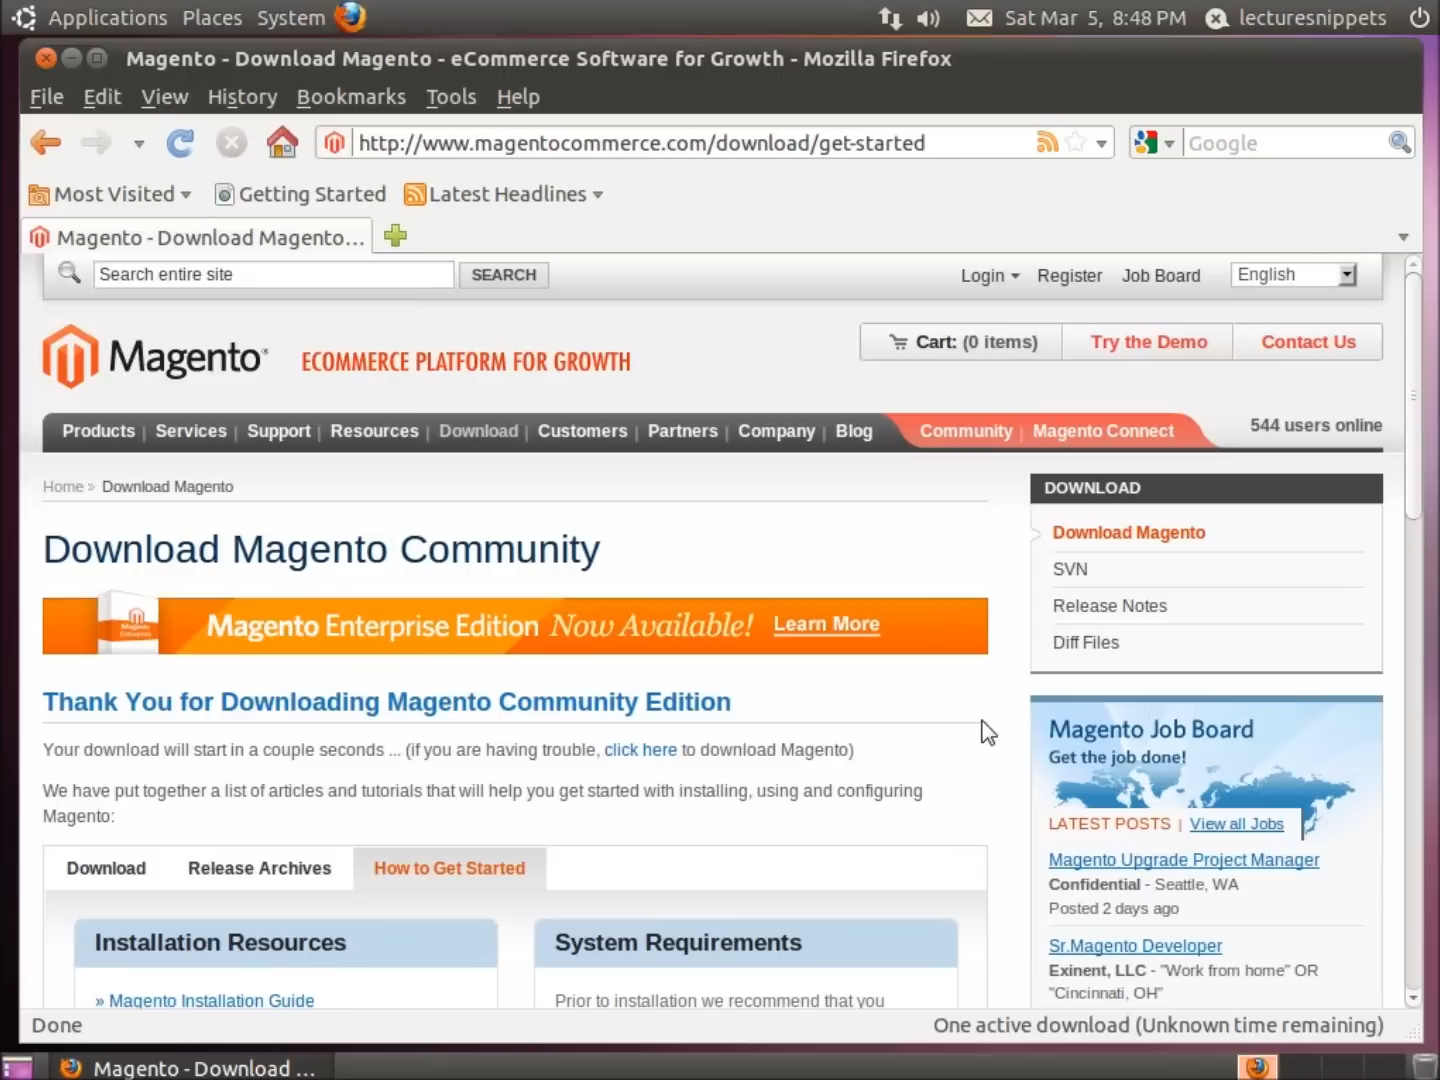 Applications Places System Sat Mar 5, 8:48 PM lecturesnippets
Magento - Download Magento - eCommerce Software for Growth - Mozilla Firefox
File Edit View History Bookmarks Tools Help
http://www.magentocommerce.com/download/get-started Google
Most Visited Getting Started Latest Headlines
Magento - Download Magento...
Search entire site SEARCH Login Register Job Board English
Magento® ECOMMERCE PLATFORM FOR GROWTH Cart: (0 items) Try the Demo Contact Us
Products | Services | Support | Resources | Download | Customers | Partners | Company | Blog Community | Magento Connect 544 users online
Home » Download Magento
Download Magento Community
Magento Enterprise Edition Now Available! Learn More
Thank You for Downloading Magento Community Edition
Your download will start in a couple seconds ... (if you are having trouble, click here to download Magento)
We have put together a list of articles and tutorials that will help you get started with installing, using and configuring
Magento:
Download Release Archives How to Get Started
Installation Resources
» Magento Installation Guide
System Requirements
Prior to installation we recommend that you
DOWNLOAD
Download Magento
SVN
Release Notes
Diff Files
Magento Job Board
Get the job done!
LATEST POSTS | View all Jobs
Magento Upgrade Project Manager
Confidential - Seattle, WA
Posted 2 days ago
Sr.Magento Developer
Exinent, LLC - "Work from home" OR
"Cincinnati, OH"
Done One active download (Unknown time remaining)
Magento - Download ...